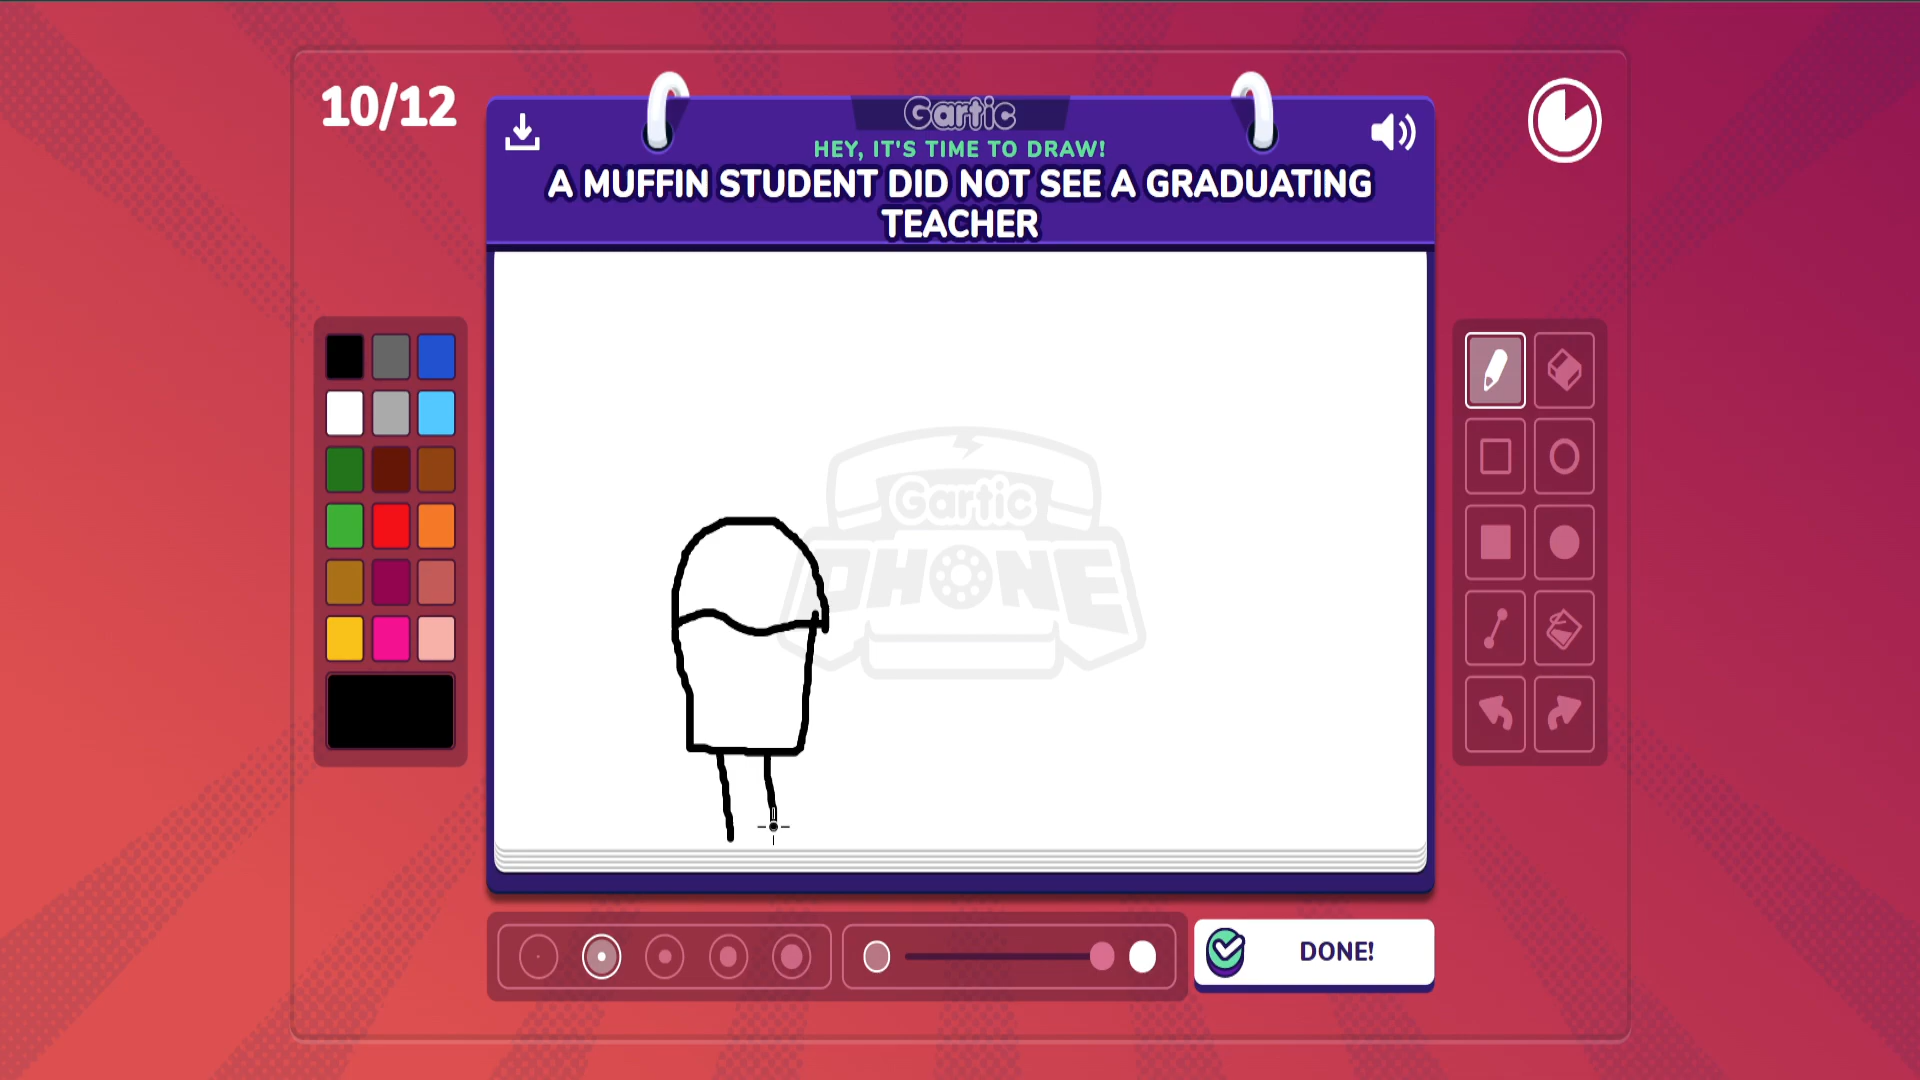 10/12
Gartic
HEY, IT'S TIME TO DRAW!
A MUFFIN STUDENT DID NOT SEE A GRADUATING
TEACHER
Gartic
PHONE
DONE!